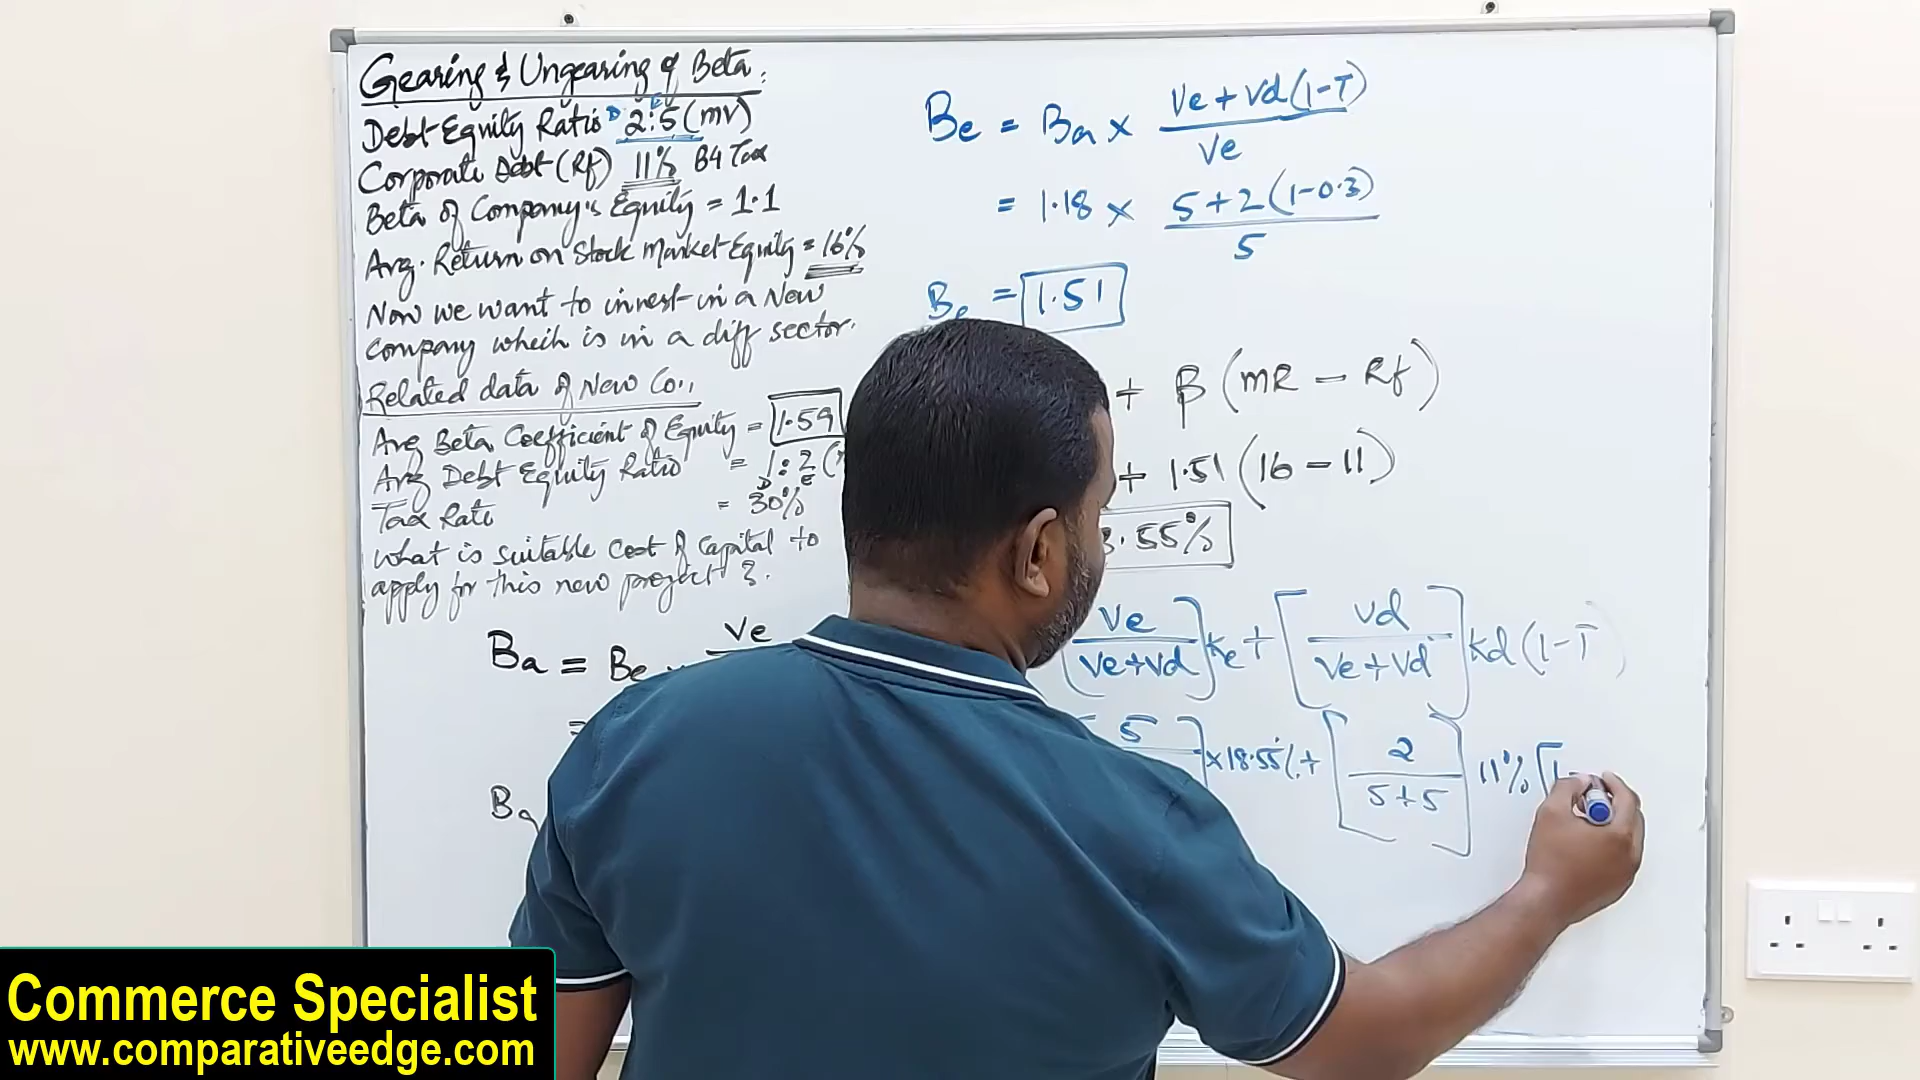 Gearing & Ungearing of Beta:
Debt Equity Ratio D 2:5 E (mv)
Corporate Debt (Rf) 11% B4 Tax
Beta of Company's Equity = 1.1
Avg. Return on Stock Market Equity = 16%
Now we want to invest in a New
company which is in a diff sector.
Related data of New Co.,
Avg Beta Coefficient of Equity = 1.59
Avg Debt Equity Ratio = 1:2 (
D e
Tax Rate = 30%
What is suitable cost of capital to
apply for this new project ?.
Ba = Be Ve
=
Ba
Be = Ba × Ve + Vd (1-T)
Ve
= 1.18 × 5 + 2 (1-0.3)
5
Be = 1.51
+ β (mR - Rf)
+ 1.51 (16 - 11)
.55%
[Ve / Ve+Vd] Ke + [Vd / Ve+Vd] Kd (1-T)
5 ] × 18.55% + [2 / 5+5] 11% [1-
Commerce Specialist
www.comparativeedge.com